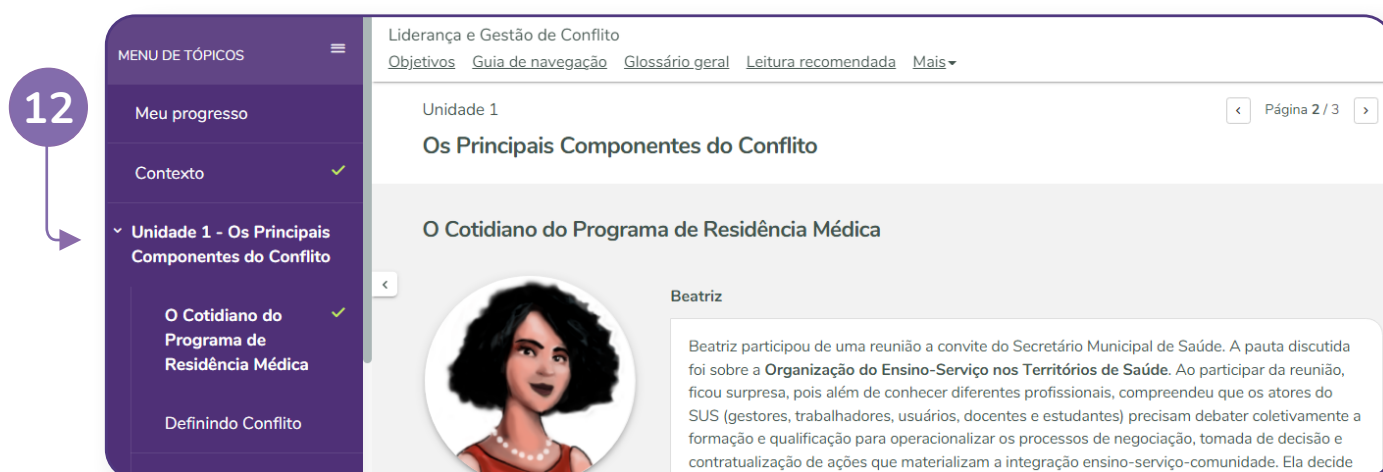 12
MENU DE TÓPICOS
Meu progresso
Contexto
Unidade 1 - Os Principais
Componentes do Conflito
O Cotidiano do
Programa de
Residência Médica
Definindo Conflito
Liderança e Gestão de Conflito
Objetivos Guia de navegação Glossário geral Leitura recomendada Mais
Unidade 1
Página 2 / 3
Os Principais Componentes do Conflito
O Cotidiano do Programa de Residência Médica
Beatriz
Beatriz participou de uma reunião a convite do Secretário Municipal de Saúde. A pauta discutida
foi sobre a Organização do Ensino-Serviço nos Territórios de Saúde. Ao participar da reunião,
ficou surpresa, pois além de conhecer diferentes profissionais, compreendeu que os atores do
SUS (gestores, trabalhadores, usuários, docentes e estudantes) precisam debater coletivamente a
formação e qualificação para operacionalizar os processos de negociação, tomada de decisão e
contratualização de ações que materializam a integração ensino-serviço-comunidade. Ela decide